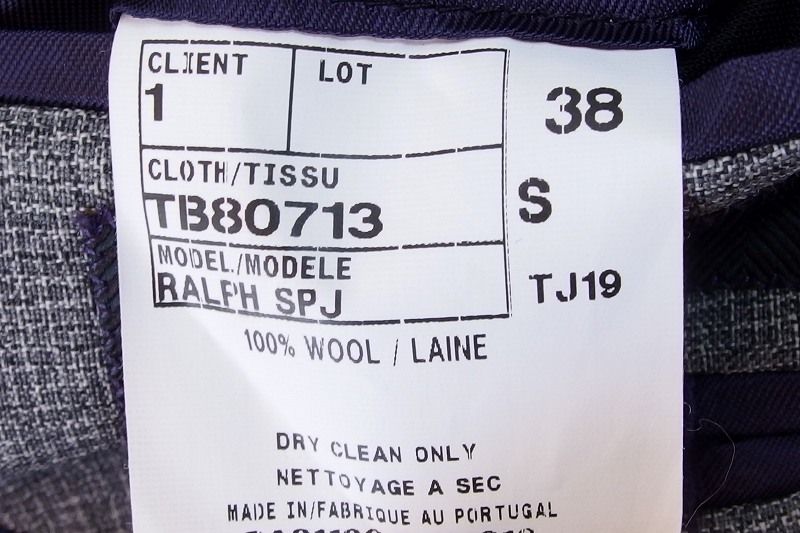 CLIENT LOT
1
38
CLOTH/TISSU
TB80713
S
MODEL./MODELE
RALPH SPJ
TJ19
100% WOOL / LAINE
DRY CLEAN ONLY
NETTOYAGE A SEC
MADE IN/FABRIQUE AU PORTUGAL